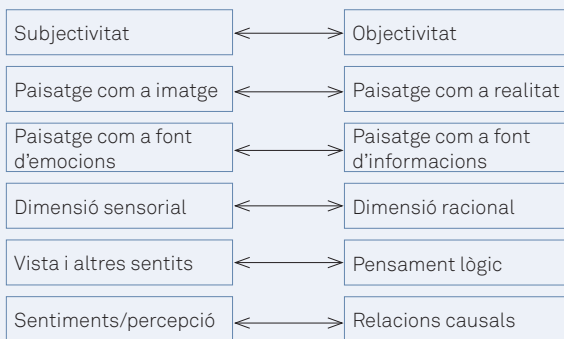 Subjectivitat
Objectivitat
Paisatge com a imatge
Paisatge com a realitat
Paisatge com a font
d’emocions
Paisatge com a font
d’informacions
Dimensió sensorial
Dimensió racional
Vista i altres sentits
Pensament lògic
Sentiments/percepció
Relacions causals